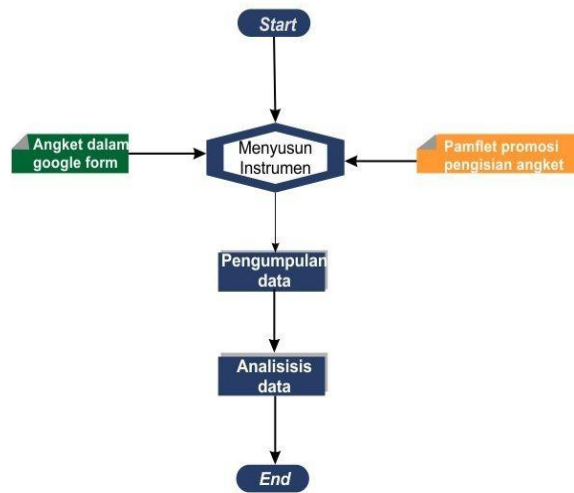 Start
Angket dalam
google form
Menyusun
Instrumen
Pamflet promosi
pengisian angket
Pengumpulan
data
Analisisis
data
End